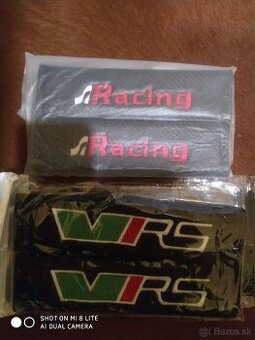 Racing
Racing
VRS
VRS
SHOT ON MI 8 LITE
AI DUAL CAMERA
Bazos.sk